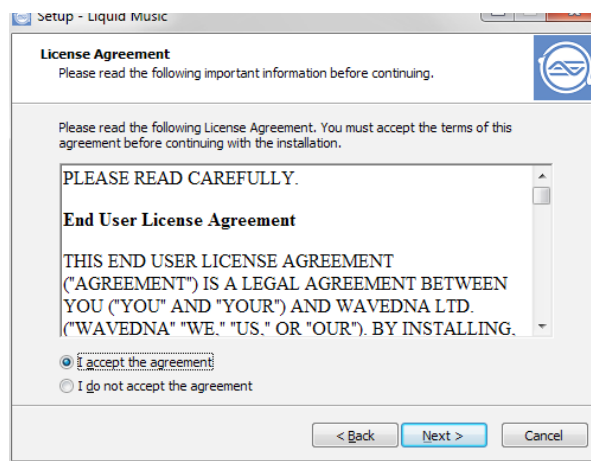 Setup - Liquid Music
License Agreement
Please read the following important information before continuing.
Please read the following License Agreement. You must accept the terms of this
agreement before continuing with the installation.
PLEASE READ CAREFULLY.
End User License Agreement
THIS END USER LICENSE AGREEMENT
("AGREEMENT") IS A LEGAL AGREEMENT BETWEEN
YOU ("YOU" AND "YOUR") AND WAVEDNA LTD.
("WAVEDNA" "WE," "US," OR "OUR"). BY INSTALLING,
I accept the agreement
I do not accept the agreement
< Back
Next >
Cancel